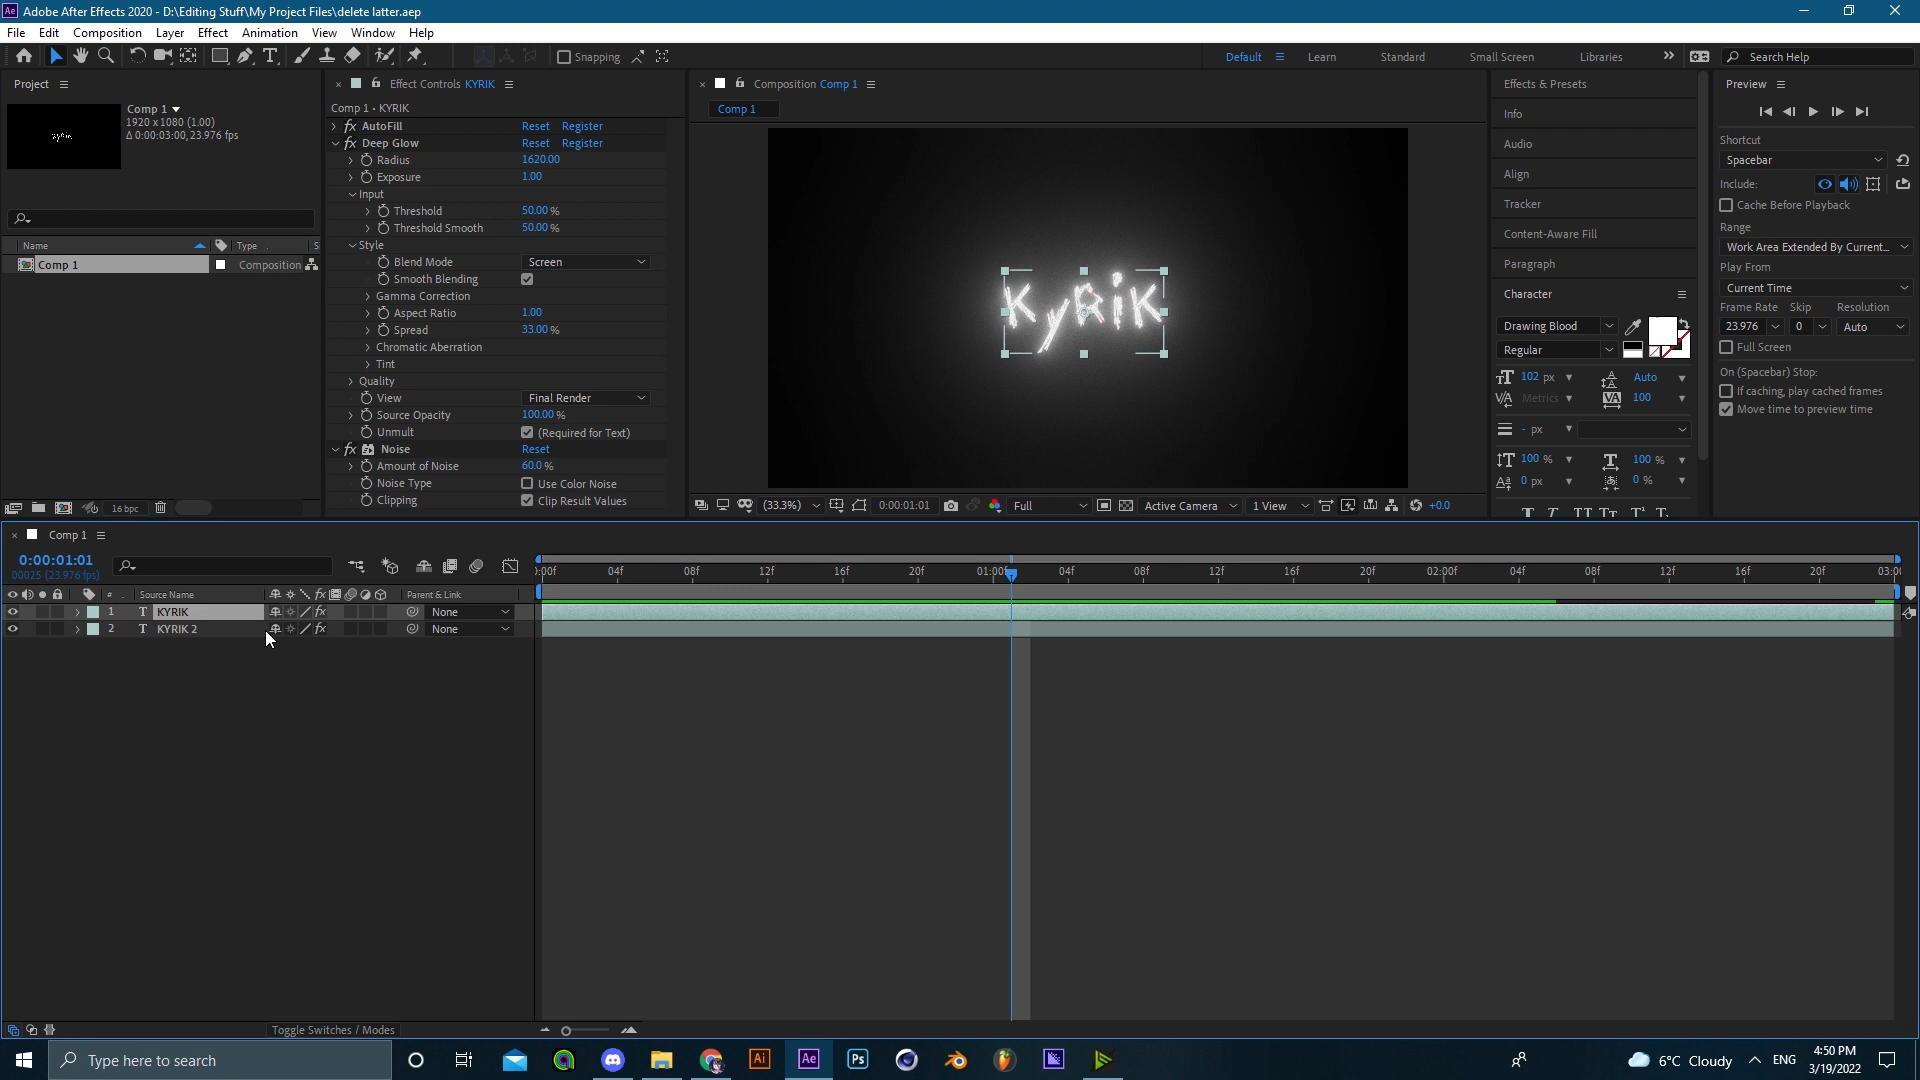 Adobe After Effects 2020 - D:\Editing Stuff\My Project Files\delete latter.aep
File Edit Composition Layer Effect Animation View Window Help
Snapping
Default Learn Standard Small Screen Libraries Search Help
Project
Comp 1
1920 x 1080 (1.00)
Δ 0:00:03:00, 23.976 fps
Name Type S
Comp 1 Composition
16 bpc
Effect Controls KYRIK
Comp 1 • KYRIK
fx AutoFill Reset Register
fx Deep Glow Reset Register
Radius 1620.00
Exposure 1.00
Input
Threshold 50.00 %
Threshold Smooth 50.00 %
Style
Blend Mode Screen
Smooth Blending
Gamma Correction
Aspect Ratio 1.00
Spread 33.00 %
Chromatic Aberration
Tint
Quality
View Final Render
Source Opacity 100.00 %
Unmult (Required for Text)
fx Noise Reset
Amount of Noise 60.0 %
Noise Type Use Color Noise
Clipping Clip Result Values
Composition Comp 1
Comp 1
KyRiK
(33.3%) 0:00:01:01 Full Active Camera 1 View +0.0
Effects & Presets
Info
Audio
Align
Tracker
Content-Aware Fill
Paragraph
Character
Drawing Blood
Regular
102 px Auto
Metrics 100
- px
100 % 100 %
0 px 0 %
Preview
Shortcut
Spacebar
Include:
Cache Before Playback
Range
Work Area Extended By Current...
Play From
Current Time
Frame Rate Skip Resolution
23.976 0 Auto
Full Screen
On (Spacebar) Stop:
If caching, play cached frames
Move time to preview time
Comp 1
0:00:01:01
00025 (23.976 fps)
# Source Name Parent & Link
1 T KYRIK fx None
2 T KYRIK 2 fx None
):00f 04f 08f 12f 16f 20f 01:00f 04f 08f 12f 16f 20f 02:00f 04f 08f 12f 16f 20f 03:0(
Toggle Switches / Modes
Type here to search
Ai Ae Ps
6°C Cloudy ENG
4:50 PM
3/19/2022